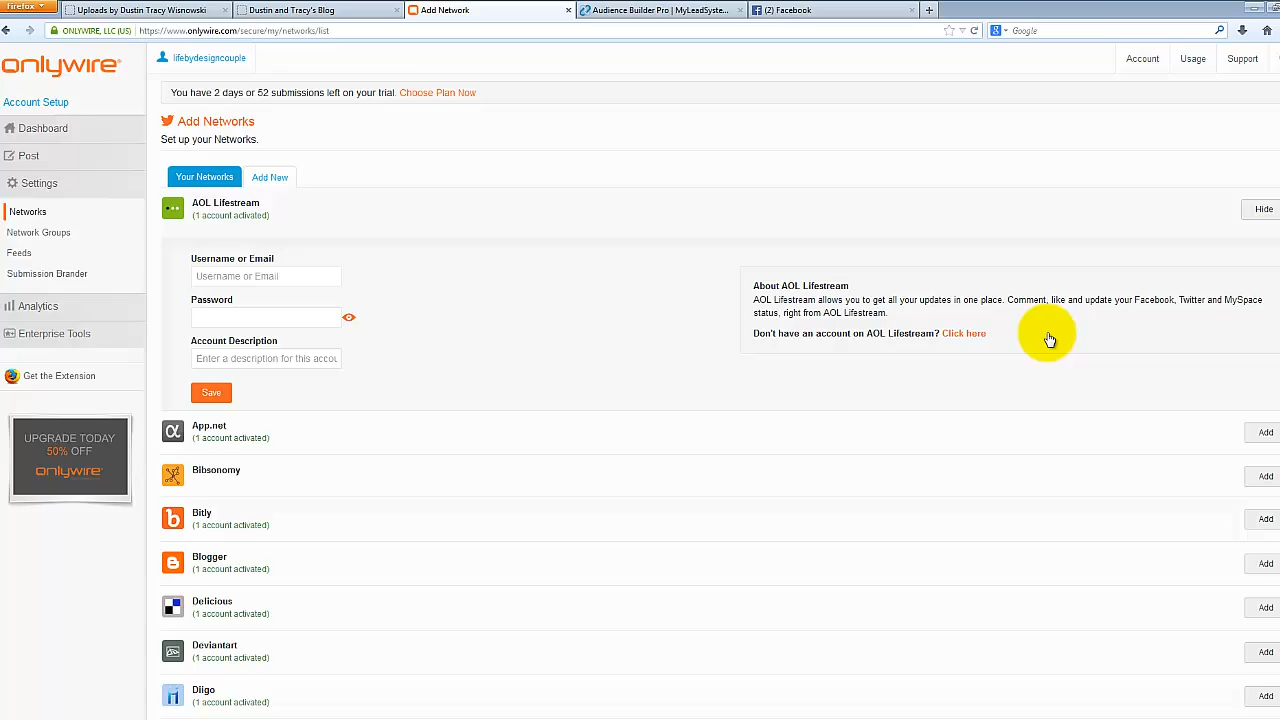 Firefox
Uploads by Dustin Tracy Wisnowski
Dustin and Tracy's Blog
Add Network
Audience Builder Pro | MyLeadSyste...
(2) Facebook
ONLYWIRE, LLC (US)
https://www.onlywire.com/secure/my/networks/list
Google
onlywire
lifebydesigncouple
Account
Usage
Support
Account Setup
Dashboard
Post
Settings
Networks
Network Groups
Feeds
Submission Brander
Analytics
Enterprise Tools
Get the Extension
UPGRADE TODAY
50% OFF
onlywire
You have 2 days or 52 submissions left on your trial. Choose Plan Now
Add Networks
Set up your Networks.
Your Networks
Add New
AOL Lifestream
(1 account activated)
Hide
Username or Email
Username or Email
Password
Account Description
Enter a description for this accou
Save
About AOL Lifestream
AOL Lifestream allows you to get all your updates in one place. Comment, like and update your Facebook, Twitter and MySpace
status, right from AOL Lifestream.
Don't have an account on AOL Lifestream? Click here
App.net
(1 account activated)
Add
Bibsonomy
Add
Bitly
(1 account activated)
Add
Blogger
(1 account activated)
Add
Delicious
(1 account activated)
Add
Deviantart
(1 account activated)
Add
Diigo
(1 account activated)
Add